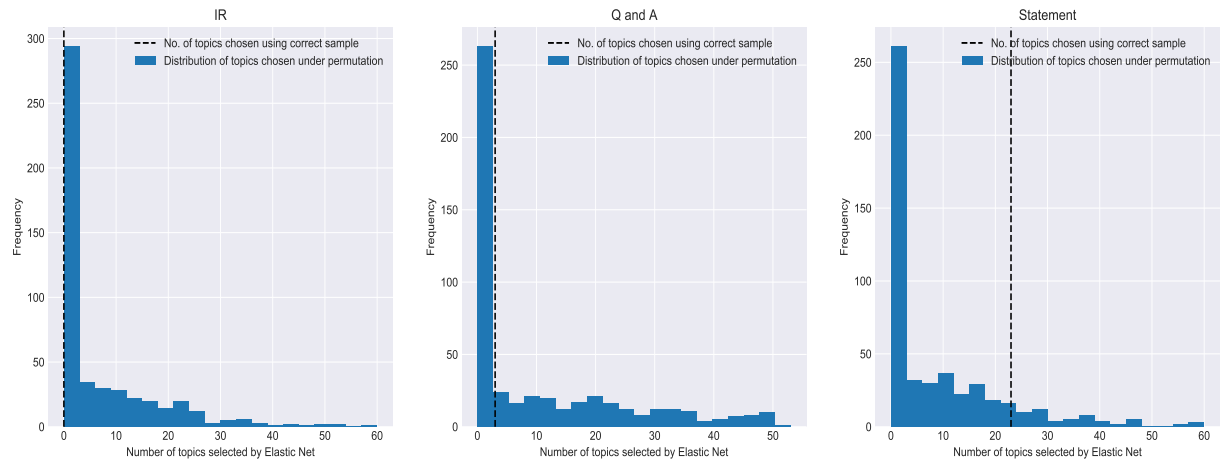 IR
No. of topics chosen using correct sample
Distribution of topics chosen under permutation
Frequency
300
250
200
150
100
50
0
0 10 20 30 40 50 60
Number of topics selected by Elastic Net
Q and A
No. of topics chosen using correct sample
Distribution of topics chosen under permutation
Frequency
250
200
150
100
50
0
0 10 20 30 40 50
Number of topics selected by Elastic Net
Statement
No. of topics chosen using correct sample
Distribution of topics chosen under permutation
Frequency
250
200
150
100
50
0
0 10 20 30 40 50 60
Number of topics selected by Elastic Net